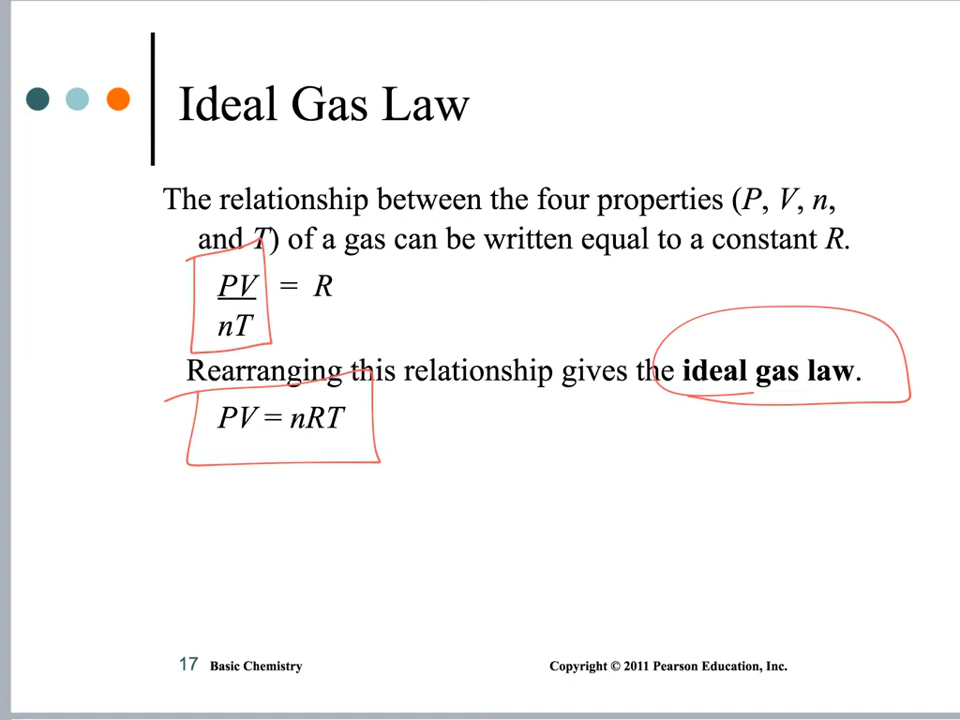 Ideal Gas Law
The relationship between the four properties (P, V, n,
and T) of a gas can be written equal to a constant R.
PV = R
nT
Rearranging this relationship gives the ideal gas law.
PV = nRT
17 Basic Chemistry
Copyright © 2011 Pearson Education, Inc.